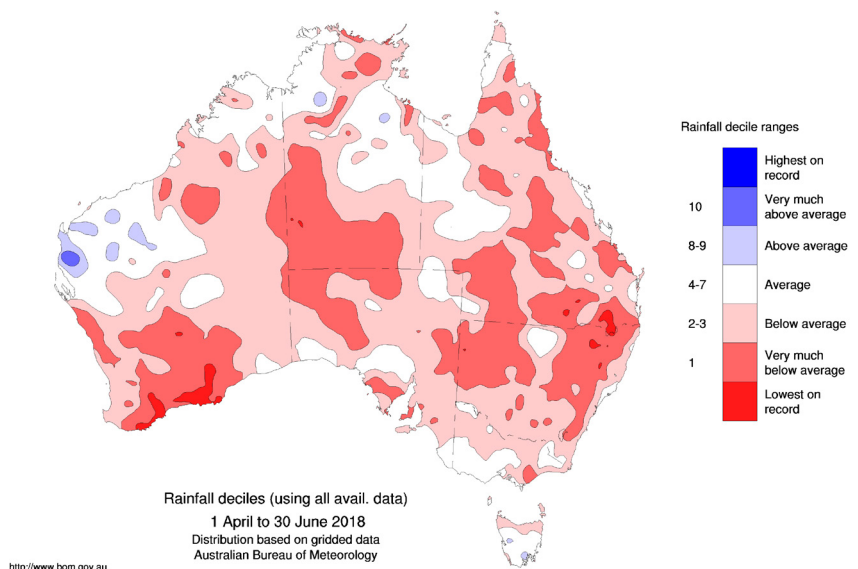 Rainfall decile ranges
Highest on
record
10
Very much
above average
8-9
Above average
4-7
Average
2-3
Below average
1
Very much
below average
Lowest on
record
Rainfall deciles (using all avail. data)
1 April to 30 June 2018
Distribution based on gridded data
Australian Bureau of Meteorology
http://www.bom.gov.au